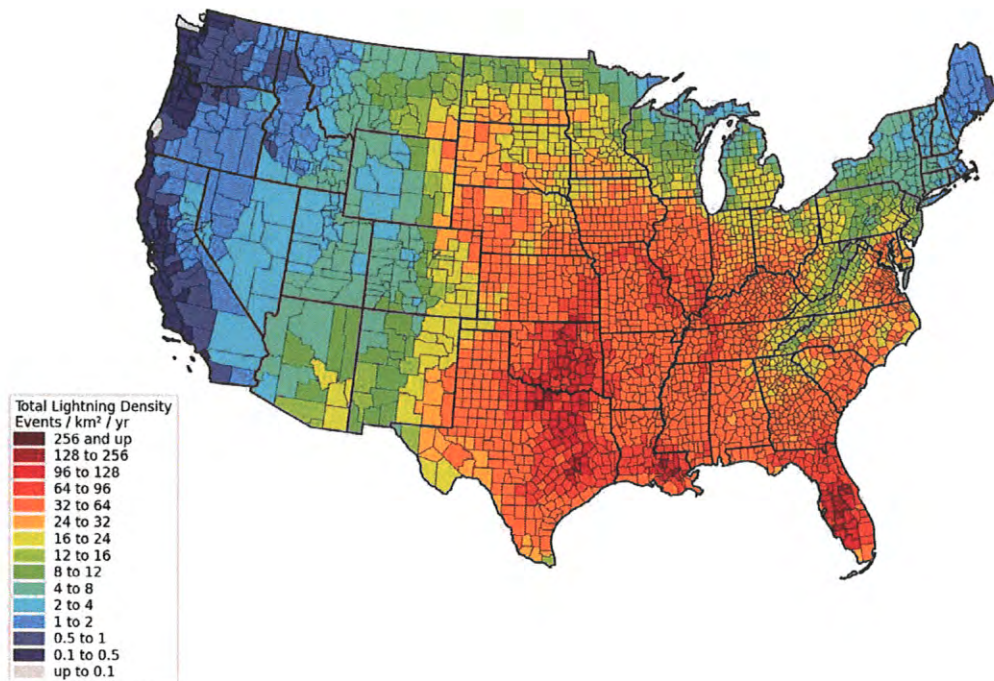 Total Lightning Density
Events / km² / yr
256 and up
128 to 256
96 to 128
64 to 96
32 to 64
24 to 32
16 to 24
12 to 16
8 to 12
4 to 8
2 to 4
1 to 2
0.5 to 1
0.1 to 0.5
up to 0.1